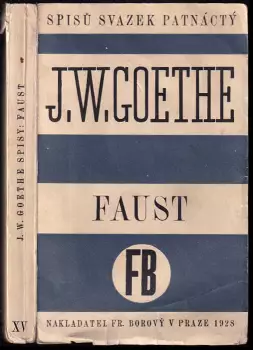 SPISŮ SVAZEK PATNÁCTÝ
J.W.GOETHE
FAUST
FB
NAKLADATEL FR. BOROVÝ V PRAZE 1928
J. W. GOETHE SPISY: FAUST
XV